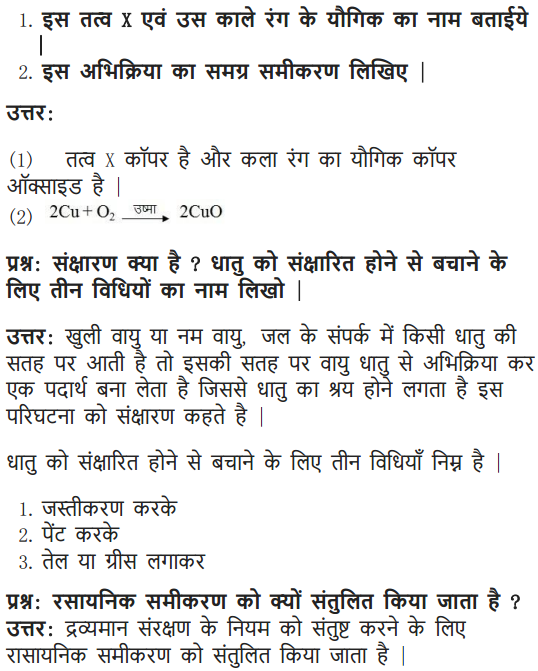 1. इस तत्व X एवं उस काले रंग के यौगिक का नाम बताईये
|
2. इस अभिक्रिया का समग्र समीकरण लिखिए |
उत्तर:
(1) तत्व X कॉपर है और कला रंग का यौगिक कॉपर
ऑक्साइड है |
(2) 2Cu + O₂ —उष्मा→ 2CuO
प्रश्न: संक्षारण क्या है ? धातु को संक्षारित होने से बचाने के
लिए तीन विधियों का नाम लिखो |
उत्तर: खुली वायु या नम वायु, जल के संपर्क में किसी धातु की
सतह पर आती है तो इसकी सतह पर वायु धातु से अभिक्रिया कर
एक पदार्थ बना लेता है जिससे धातु का श्रय होने लगता है इस
परिघटना को संक्षारण कहते है |
धातु को संक्षारित होने से बचाने के लिए तीन विधियाँ निम्न है |
1. जस्तीकरण करके
2. पेंट करके
3. तेल या ग्रीस लगाकर
प्रश्न: रसायनिक समीकरण को क्यों संतुलित किया जाता है ?
उत्तर: द्रव्यमान संरक्षण के नियम को संतुष्ट करने के लिए
रासायनिक समीकरण को संतुलित किया जाता है |